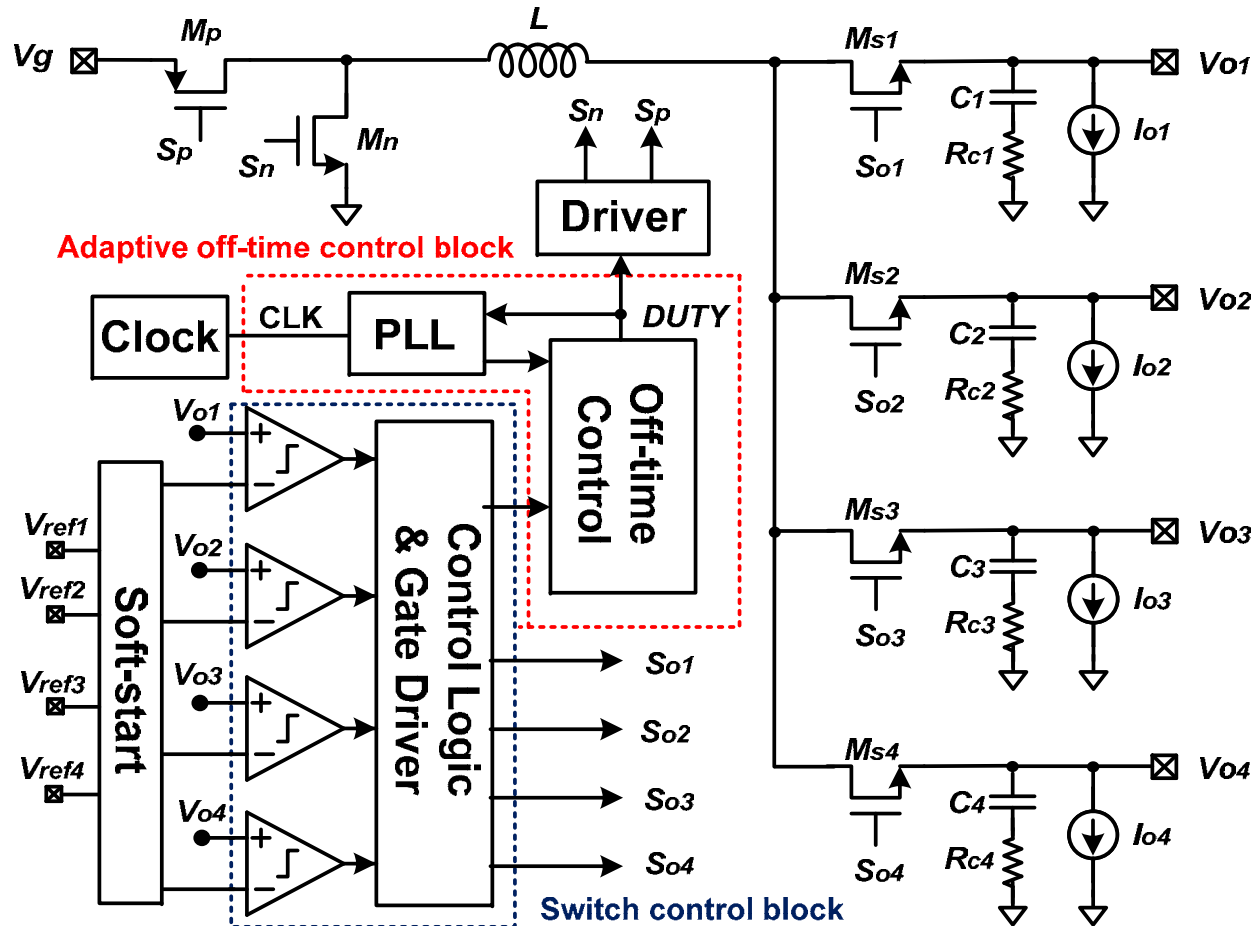 Mp
L
Ms1
Vg
Vo1
C1
Sn
Sp
Io1
Mn
Sp
Sn
Rc1
So1
Driver
Adaptive off-time control block
Ms2
Vo2
Clock
CLK
PLL
DUTY
C2
Io2
Rc2
So2
Vo1
Off-time
Control
Ms3
Vref1
Vo2
Vo3
C3
Vref2
Soft-start
Control Logic
& Gate Driver
Io3
Rc3
So3
Vo3
So1
Vref3
So2
Ms4
Vref4
Vo4
C4
Vo4
So3
Io4
Rc4
So4
So4
Switch control block